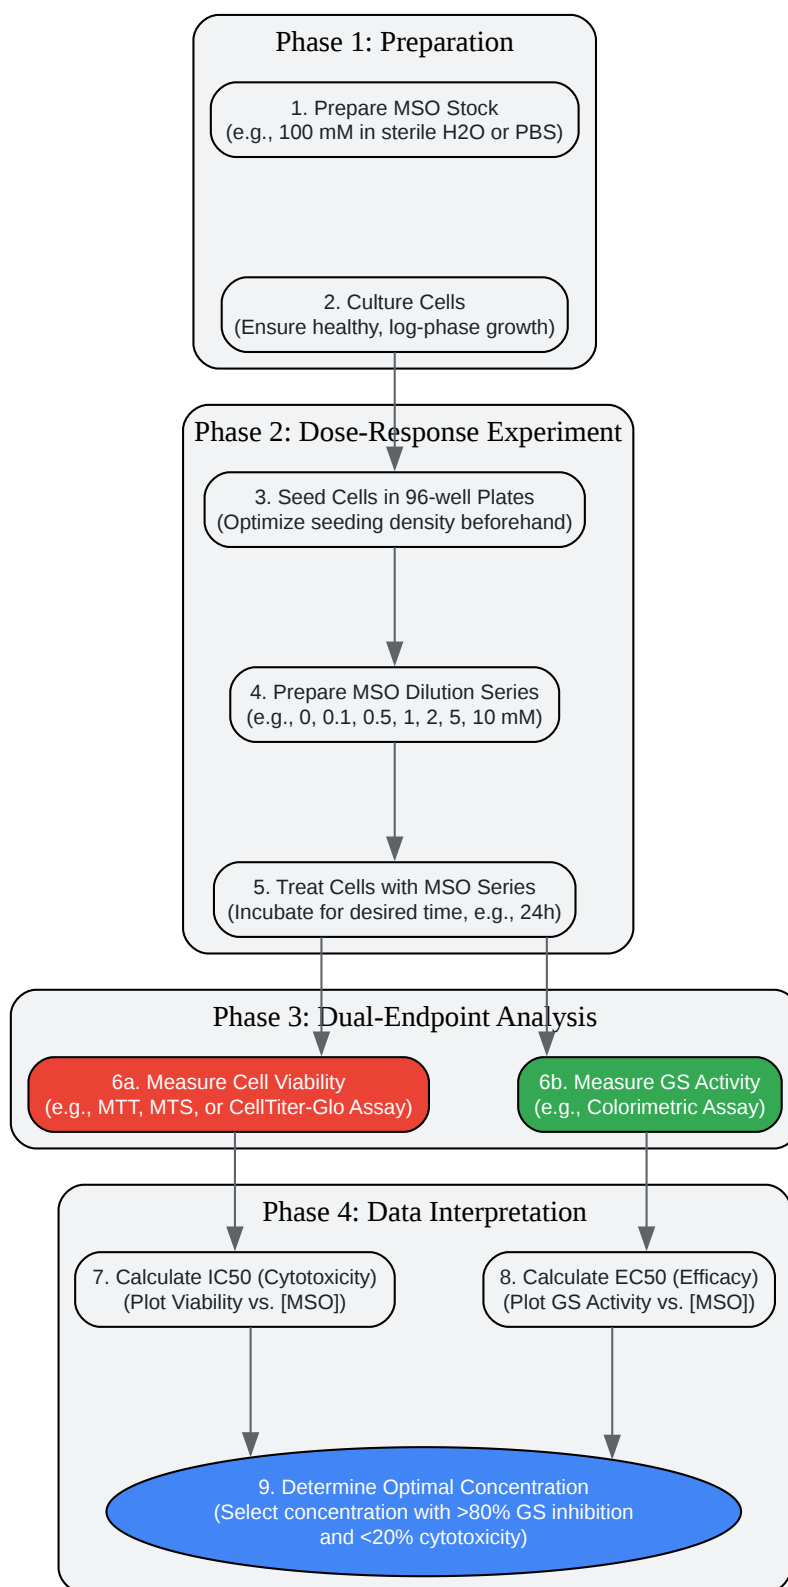 Phase 1: Preparation
1. Prepare MSO Stock
(e.g., 100 mM in sterile H2O or PBS)
2. Culture Cells
(Ensure healthy, log-phase growth)
Phase 2: Dose-Response Experiment
3. Seed Cells in 96-well Plates
(Optimize seeding density beforehand)
4. Prepare MSO Dilution Series
(e.g., 0, 0.1, 0.5, 1, 2, 5, 10 mM)
5. Treat Cells with MSO Series
(Incubate for desired time, e.g., 24h)
Phase 3: Dual-Endpoint Analysis
6a. Measure Cell Viability
(e.g., MTT, MTS, or CellTiter-Glo Assay)
6b. Measure GS Activity
(e.g., Colorimetric Assay)
Phase 4: Data Interpretation
7. Calculate IC50 (Cytotoxicity)
(Plot Viability vs. [MSO])
8. Calculate EC50 (Efficacy)
(Plot GS Activity vs. [MSO])
9. Determine Optimal Concentration
(Select concentration with >80% GS inhibition
and <20% cytotoxicity)